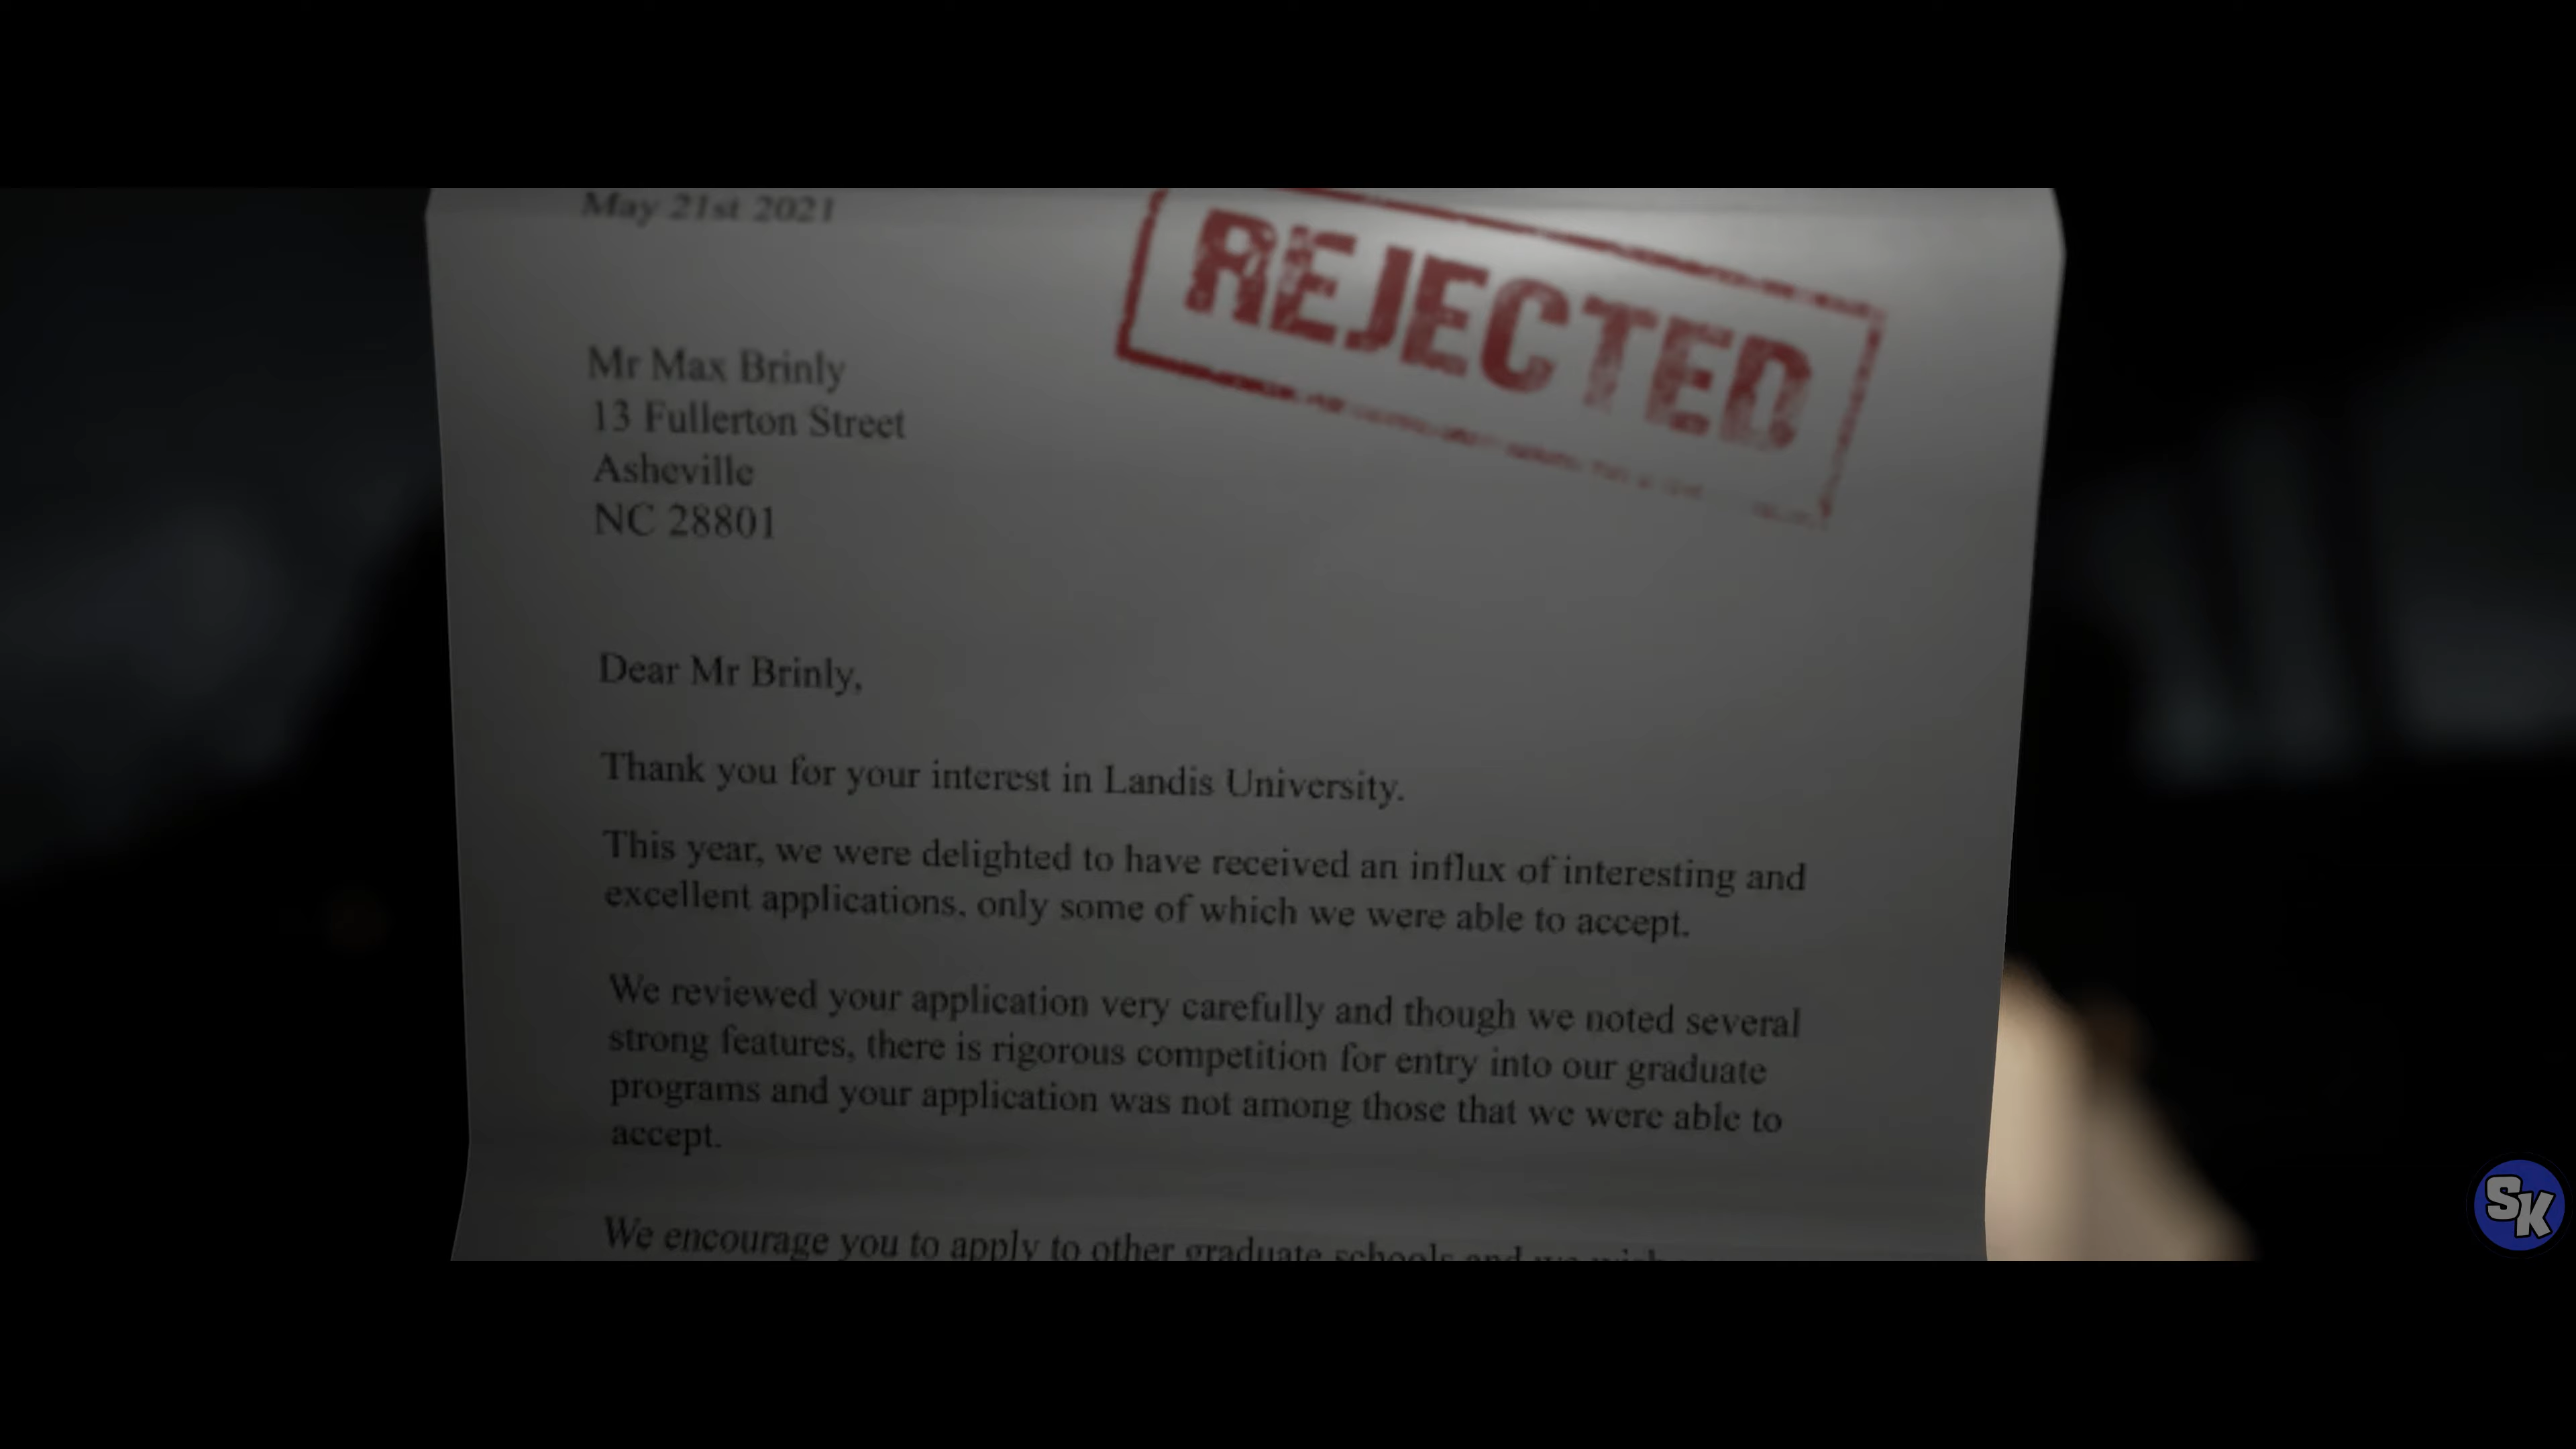 May 21st 2021
REJECTED
Mr Max Brinly
13 Fullerton Street
Asheville
NC 28801
Dear Mr Brinly,
Thank you for your interest in Landis University.
This year, we were delighted to have received an influx of interesting and
excellent applications, only some of which we were able to accept.
We reviewed your application very carefully and though we noted several
strong features, there is rigorous competition for entry into our graduate
programs and your application was not among those that we were able to
accept.
We encourage you to apply to other graduate schools and we wish
SK